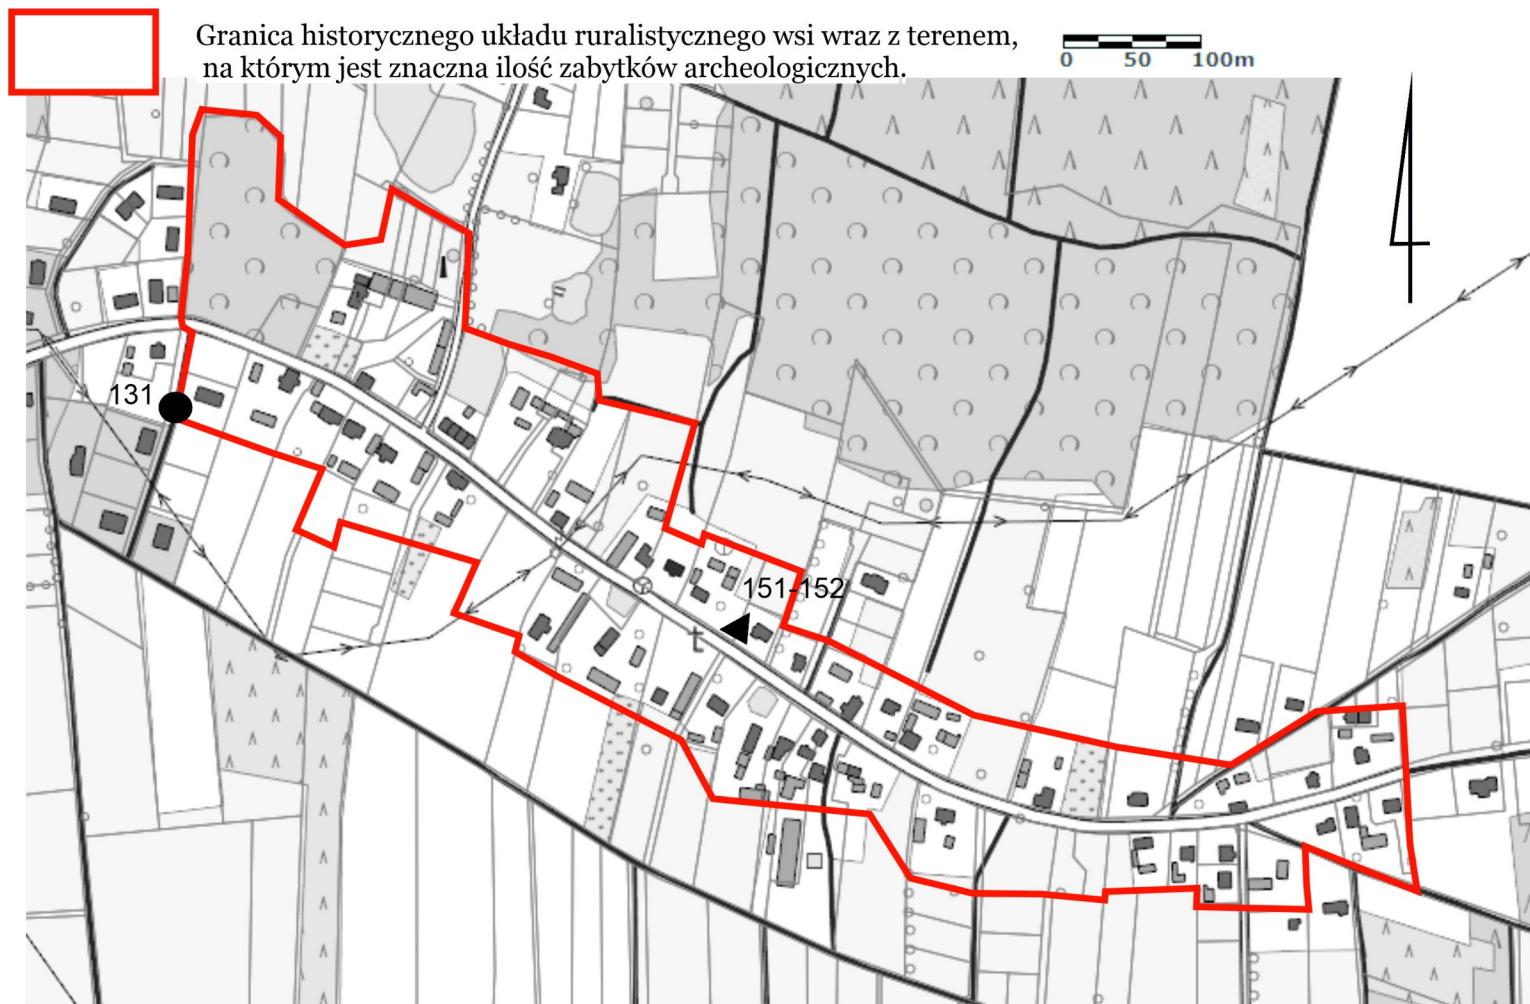 Granica historycznego układu ruralistycznego wsi wraz z terenem,
na którym jest znaczna ilość zabytków archeologicznych.
0 50 100m
131
151-152
t